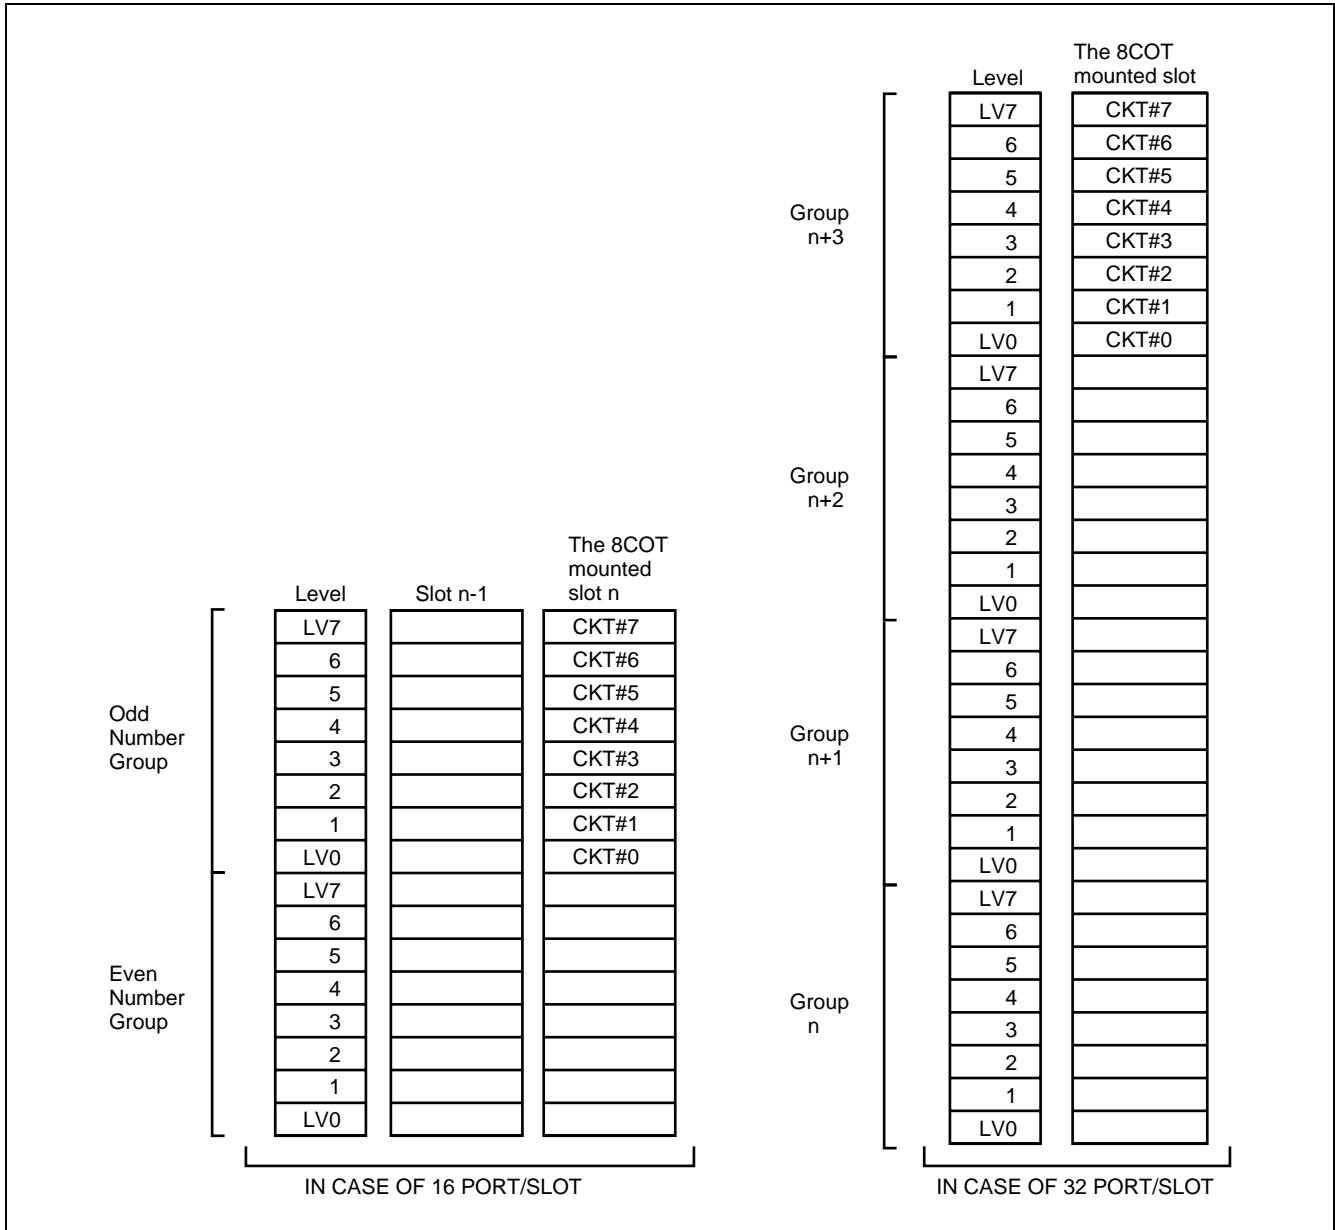 Level Slot n-1 The 8COT
mounted
slot n
LV7 CKT#7
6 CKT#6
5 CKT#5
4 CKT#4
3 CKT#3
2 CKT#2
1 CKT#1
LV0 CKT#0
LV7
6
5
4
3
2
1
LV0
Odd
Number
Group
Even
Number
Group
IN CASE OF 16 PORT/SLOT
Level The 8COT
mounted slot
LV7 CKT#7
6 CKT#6
5 CKT#5
4 CKT#4
3 CKT#3
2 CKT#2
1 CKT#1
LV0 CKT#0
LV7
6
5
4
3
2
1
LV0
LV7
6
5
4
3
2
1
LV0
LV7
6
5
4
3
2
1
LV0
Group
n+3
Group
n+2
Group
n+1
Group
n
IN CASE OF 32 PORT/SLOT